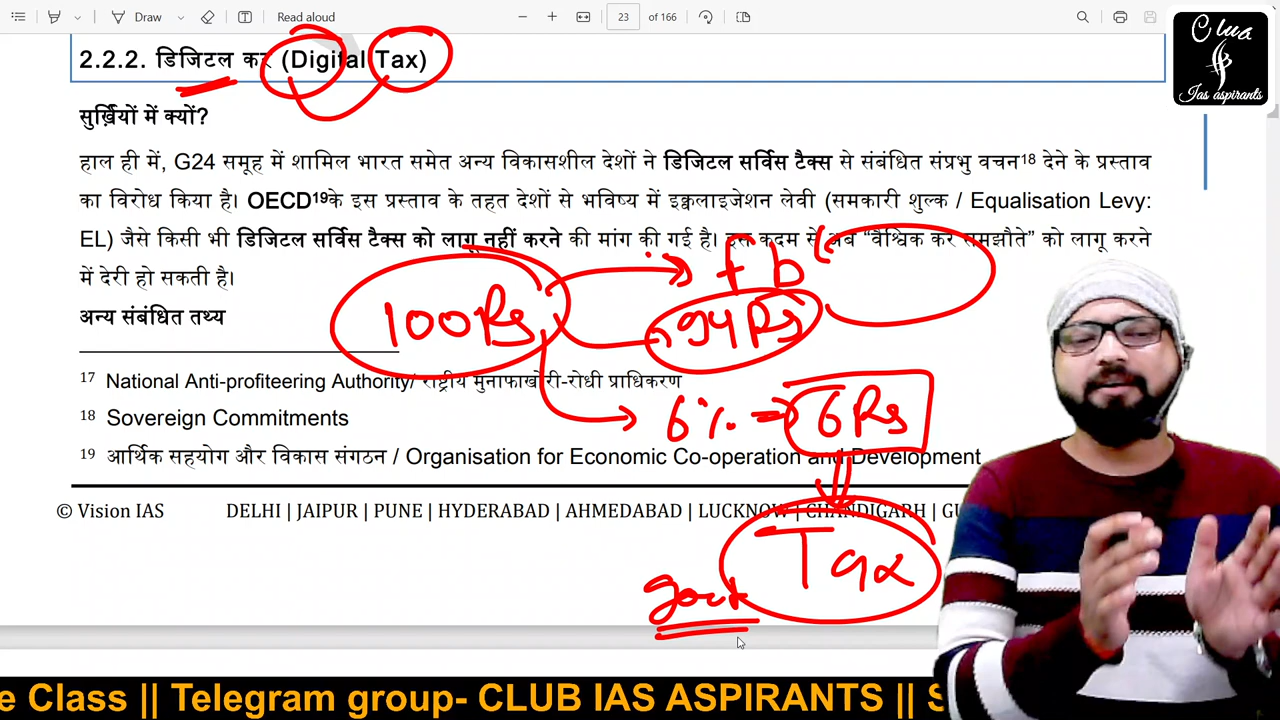 Draw
Read aloud
23 of 166
Club
Ias aspirants
2.2.2. डिजिटल कर (Digital Tax)
सुर्ख़ियों में क्यों?
हाल ही में, G24 समूह में शामिल भारत समेत अन्य विकासशील देशों ने डिजिटल सर्विस टैक्स से संबंधित संप्रभु वचन18 देने के प्रस्ताव
का विरोध किया है। OECD19के इस प्रस्ताव के तहत देशों से भविष्य में इक्वलाइजेशन लेवी (समकारी शुल्क / Equalisation Levy:
EL) जैसे किसी भी डिजिटल सर्विस टैक्स को लागू नहीं करने की मांग की गई है। इस कदम से अब “वैश्विक कर समझौते” को लागू करने
में देरी हो सकती है।
fb
100Rs
94Rs
अन्य संबंधित तथ्य
17 National Anti-profiteering Authority/ राष्ट्रीय मुनाफाखोरी-रोधी प्राधिकरण
6% ⇒ 6Rs
18 Sovereign Commitments
19 आर्थिक सहयोग और विकास संगठन / Organisation for Economic Co-operation and Development
© Vision IAS
DELHI | JAIPUR | PUNE | HYDERABAD | AHMEDABAD | LUCKNOW | CHANDIGARH | GU
Tax
e Class || Telegram group- CLUB IAS ASPIRANTS || S